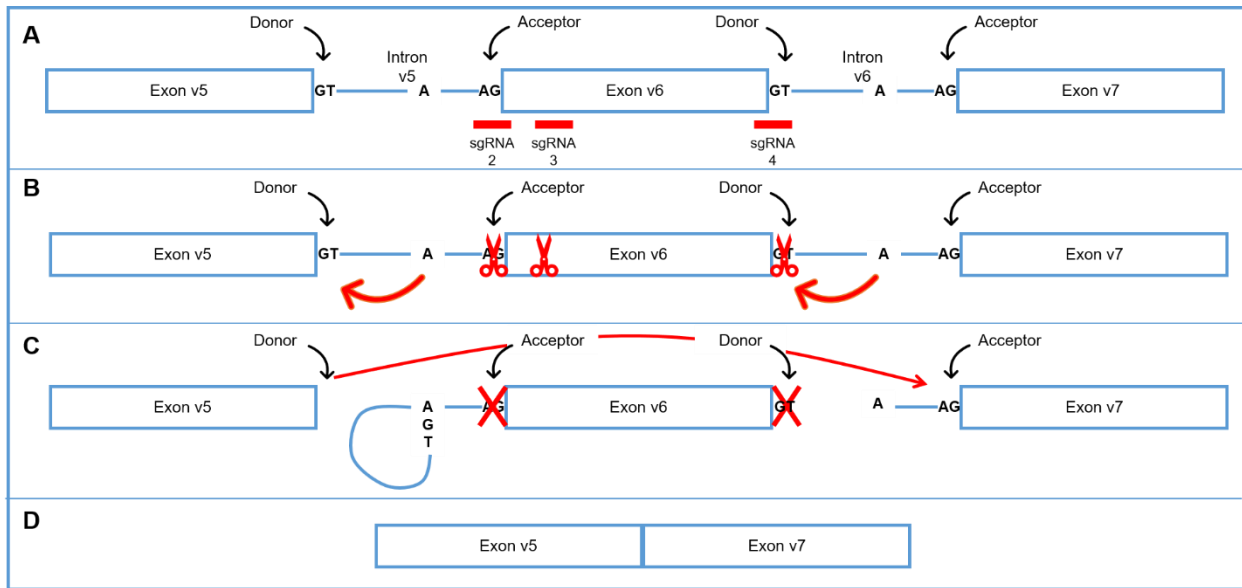 A
Donor
Acceptor
Donor
Acceptor
Intron
v5
Intron
v6
Exon v5
GT
A
AG
Exon v6
GT
A
AG
Exon v7
sgRNA
2
sgRNA
3
sgRNA
4
B
Donor
Acceptor
Donor
Acceptor
Exon v5
GT
A
AG
Exon v6
GT
A
AG
Exon v7
C
Donor
Acceptor
Donor
Acceptor
Exon v5
A
G
T
AG
Exon v6
GT
A
AG
Exon v7
D
Exon v5
Exon v7